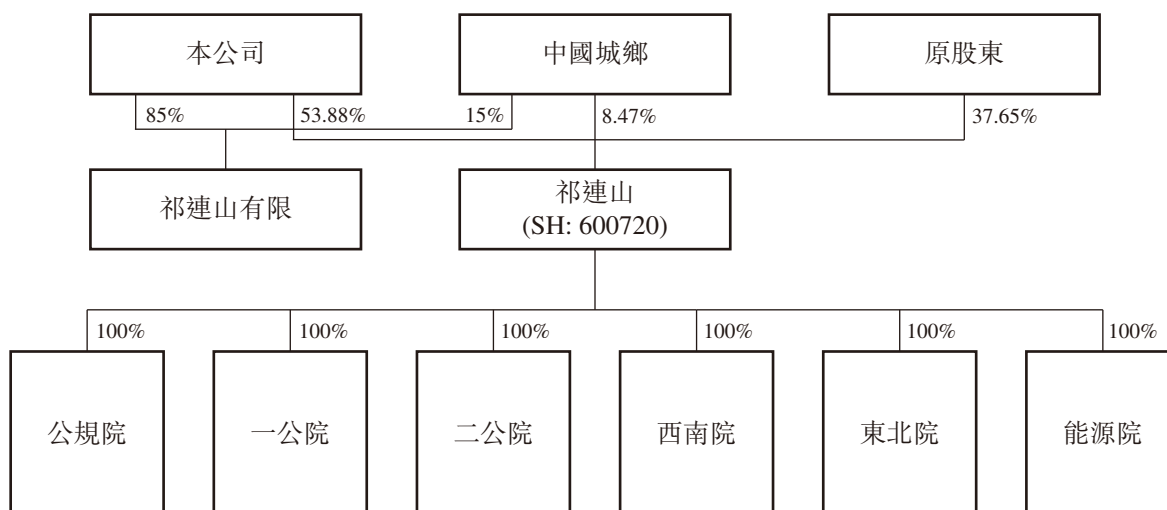 本公司
中國城鄉
原股東
85%
53.88%
15%
8.47%
37.65%
祁連山有限
祁連山
(SH: 600720)
100%
100%
100%
100%
100%
100%
公規院
一公院
二公院
西南院
東北院
能源院